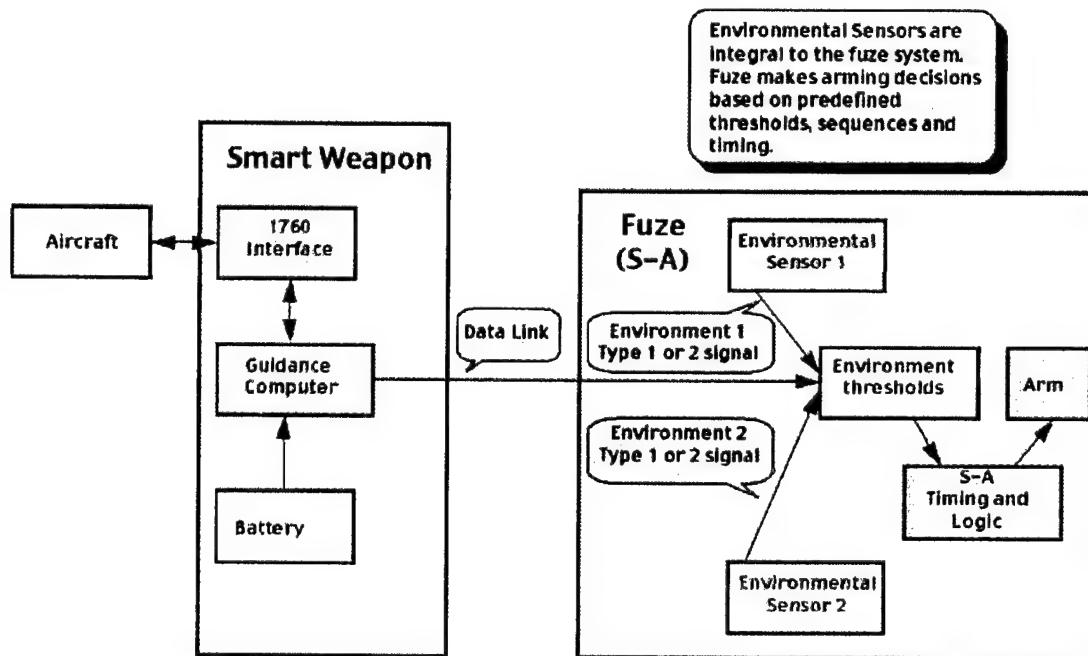 Environmental Sensors are
integral to the fuze system.
Fuze makes arming decisions
based on predefined
thresholds, sequences and
timing.
Smart Weapon
Aircraft
1760
Interface
Guidance
Computer
Battery
Data Link
Fuze
(S-A)
Environmental
Sensor 1
Environment 1
Type 1 or 2 signal
Environment
thresholds
Arm
Environment 2
Type 1 or 2 signal
S-A
Timing and
Logic
Environmental
Sensor 2